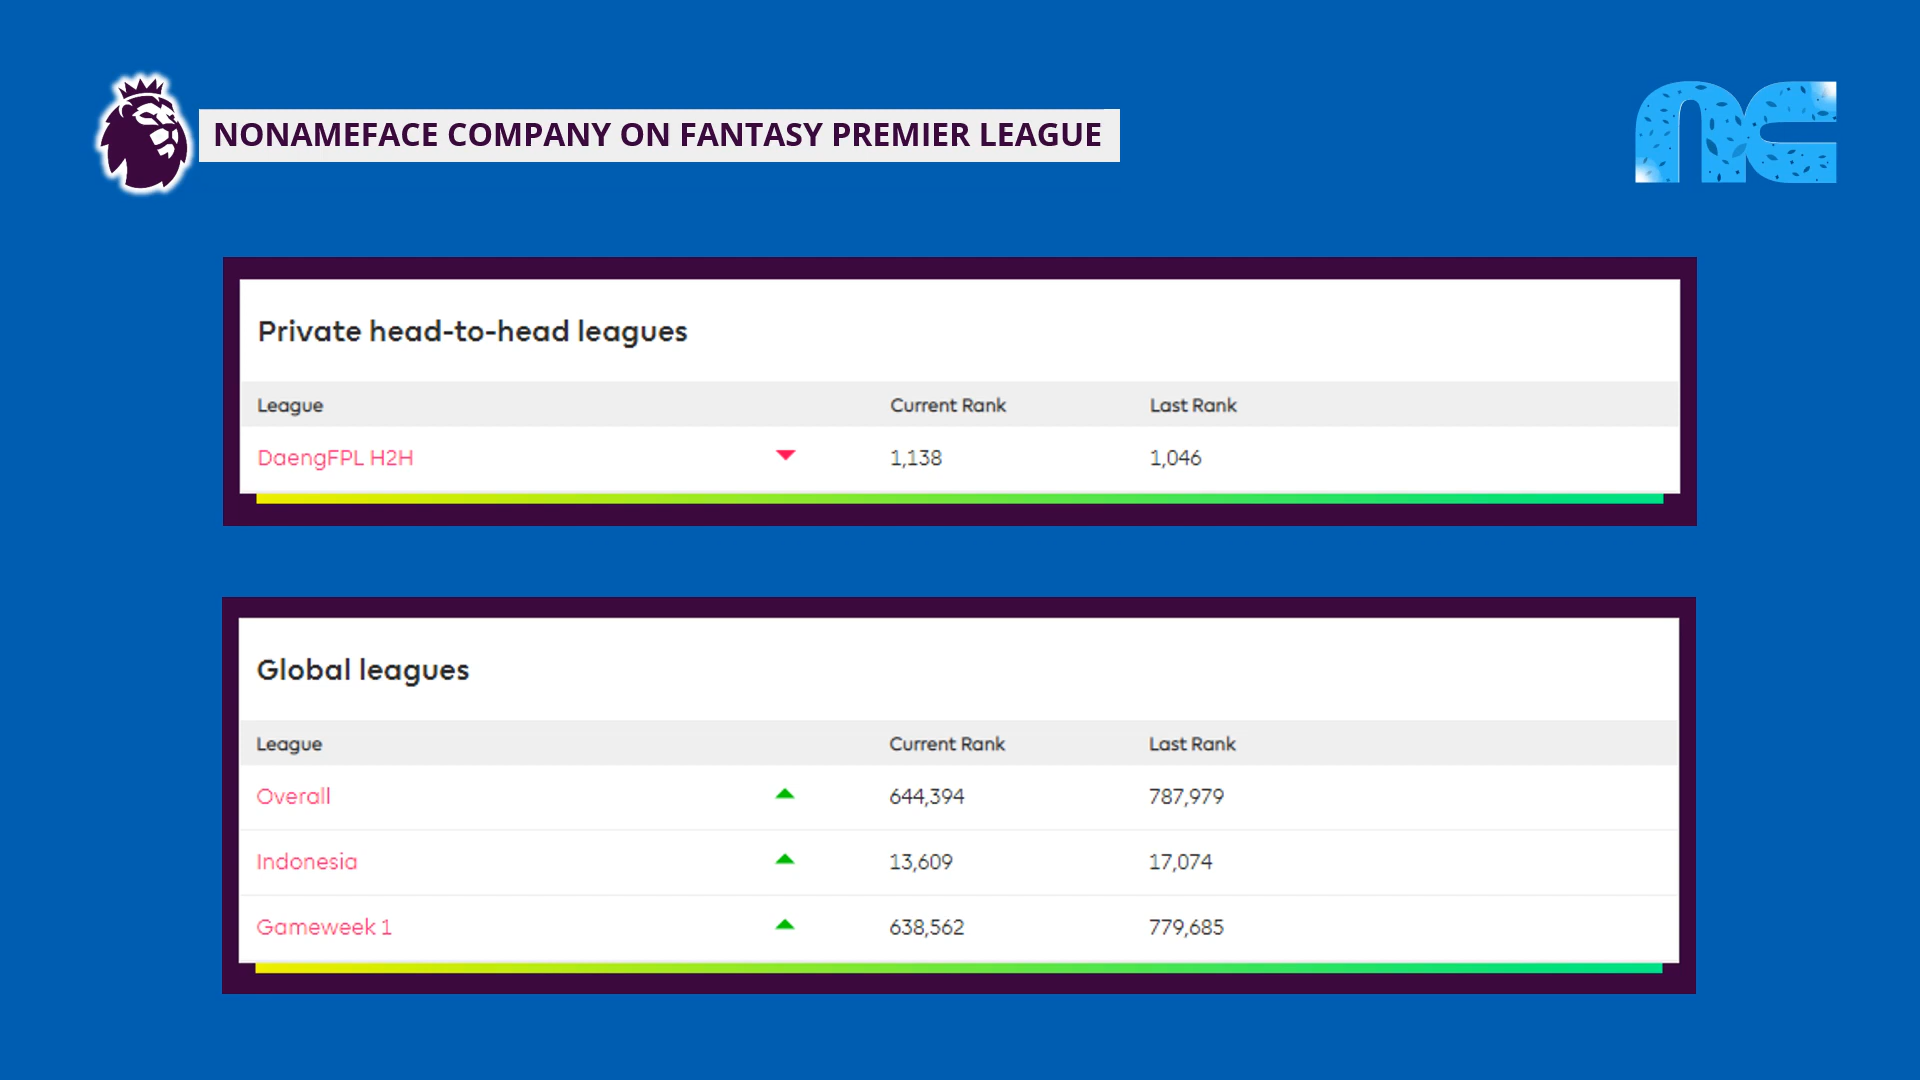 NONAMEFACE COMPANY ON FANTASY PREMIER LEAGUE
nc
Private head-to-head leagues
League Current Rank Last Rank
DaengFPL H2H 1,138 1,046
Global leagues
League Current Rank Last Rank
Overall 644,394 787,979
Indonesia 13,609 17,074
Gameweek 1 638,562 779,685